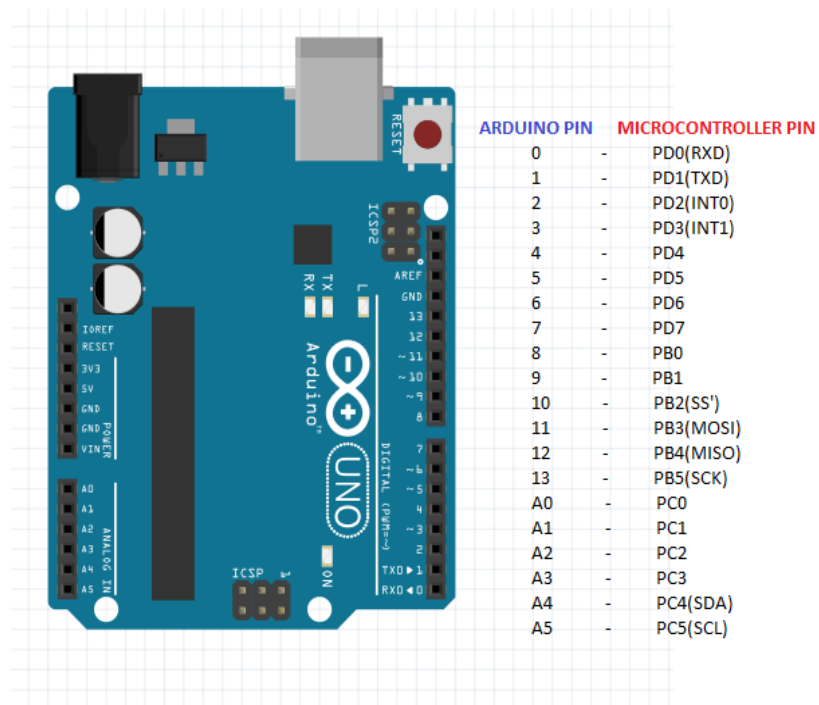 RESET
ICSP2
AREF
GND
13
12
~11
~10
~9
8
7
~6
~5
4
~3
2
TXD▶1
RXD◀0
RX
TX
L
Arduino™
UNO
DIGITAL (PWM=~)
ON
ICSP
1
IOREF
RESET
3V3
5V
GND
GND
VIN
POWER
A0
A1
A2
A3
A4
A5
ANALOG IN
ARDUINO PIN MICROCONTROLLER PIN
0 - PD0(RXD)
1 - PD1(TXD)
2 - PD2(INT0)
3 - PD3(INT1)
4 - PD4
5 - PD5
6 - PD6
7 - PD7
8 - PB0
9 - PB1
10 - PB2(SS')
11 - PB3(MOSI)
12 - PB4(MISO)
13 - PB5(SCK)
A0 - PC0
A1 - PC1
A2 - PC2
A3 - PC3
A4 - PC4(SDA)
A5 - PC5(SCL)